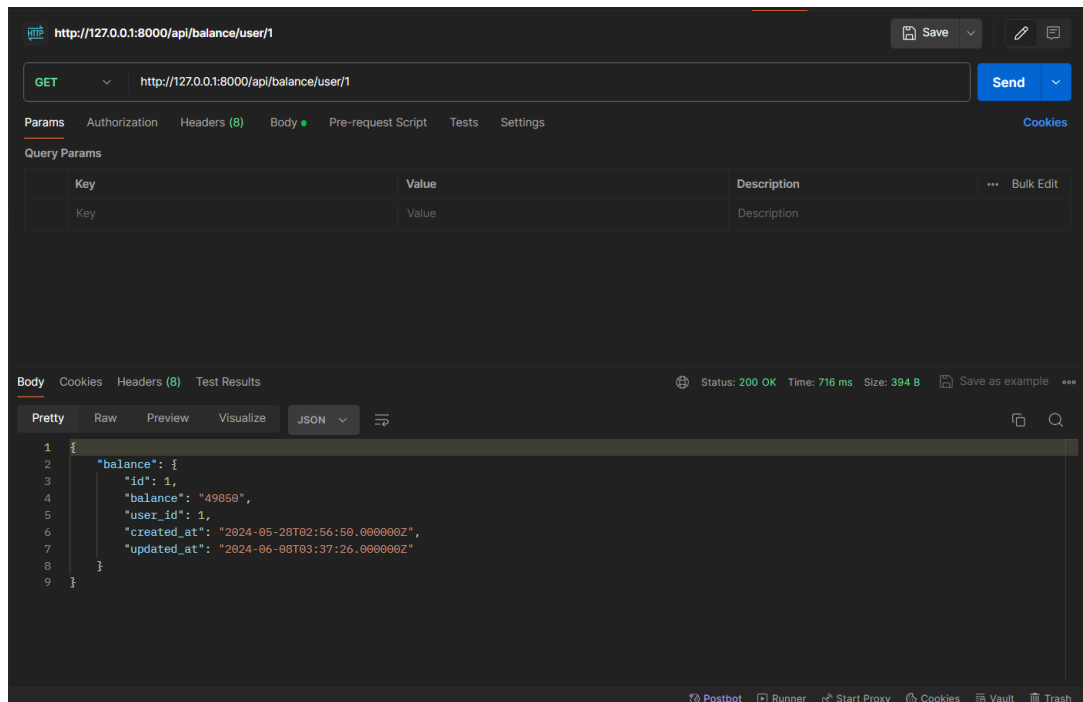 HTTP http://127.0.0.1:8000/api/balance/user/1 Save
GET http://127.0.0.1:8000/api/balance/user/1 Send
Params Authorization Headers (8) Body Pre-request Script Tests Settings Cookies
Query Params
Key Value Description ••• Bulk Edit
Key Value Description
Body Cookies Headers (8) Test Results Status: 200 OK Time: 716 ms Size: 394 B Save as example
Pretty Raw Preview Visualize JSON
1 {
2 "balance": {
3 "id": 1,
4 "balance": "49850",
5 "user_id": 1,
6 "created_at": "2024-05-28T02:56:50.000000Z",
7 "updated_at": "2024-06-08T03:37:26.000000Z"
8 }
9 }
Postbot Runner Start Proxy Cookies Vault Trash